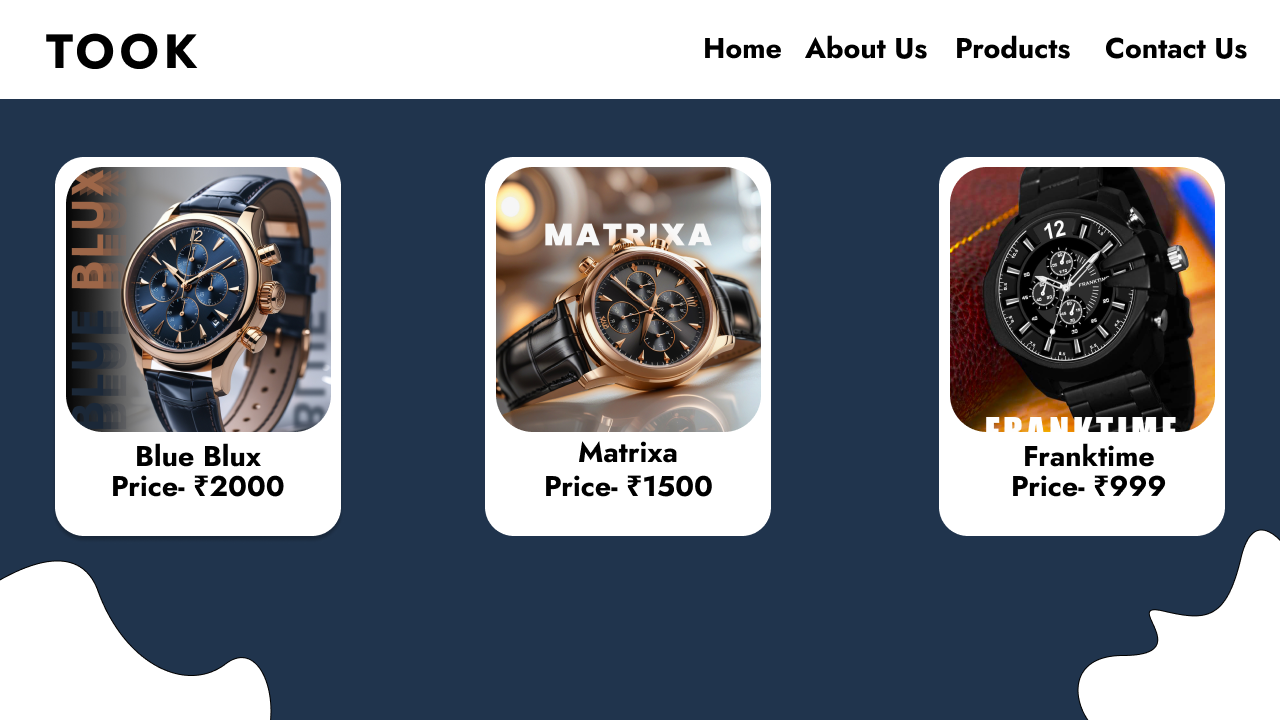 TOOK
Home About Us Products Contact Us
BLUE BLUX
MATRIXA
12
FRANKTIME
12
FRANKTIME
Blue Blux
Price- ₹2000
Matrixa
Price- ₹1500
Franktime
Price- ₹999